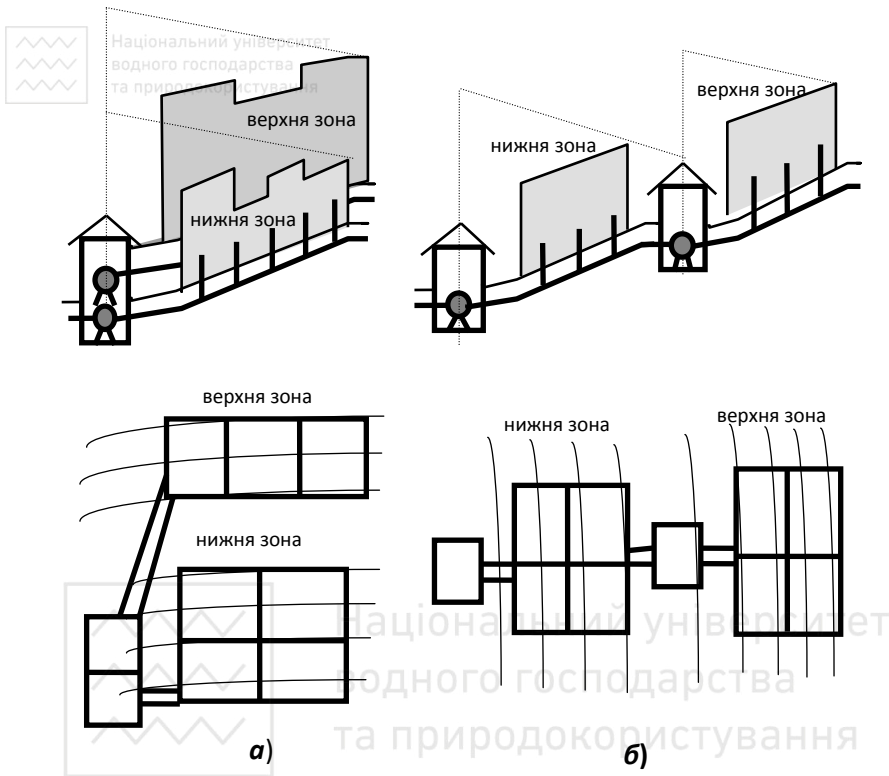 Національний університет
водного господарства
та природокористування
верхня зона
нижня зона
верхня зона
нижня зона
верхня зона
нижня зона
нижня зона
верхня зона
Національний університет
водного господарства
та природокористування
а)
б)